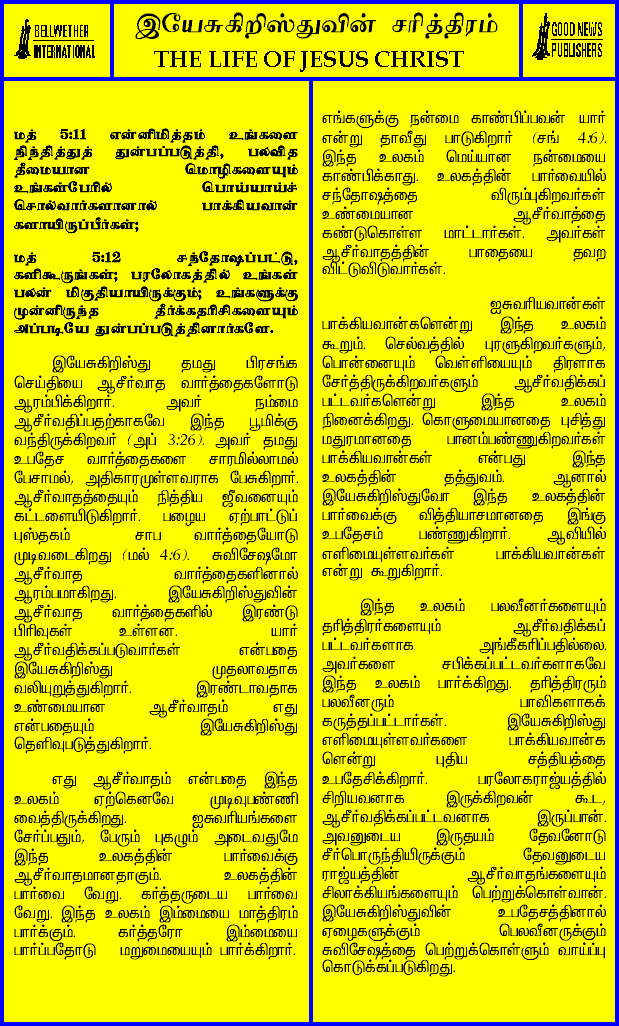 BELLWETHER
INTERNATIONAL
இயேசுகிறிஸ்துவின் சரித்திரம்
THE LIFE OF JESUS CHRIST
GOOD NEWS
PUBLISHERS
மத் 5:11 என்னிமித்தம் உங்களை
நிந்தித்துத் துன்பப்படுத்தி, பலவித
தீமையான மொழிகளையும்
உங்கள்பேரில் பொய்யாய்ச்
சொல்வார்களானால் பாக்கியவான்
களாயிருப்பீர்கள்;
மத் 5:12 சந்தோஷப்பட்டு,
களிகூருங்கள்; பரலோகத்தில் உங்கள்
பலன் மிகுதியாயிருக்கும்; உங்களுக்கு
முன்னிருந்த தீர்க்கதரிசிகளையும்
அப்படியே துன்பப்படுத்தினார்களே.
இயேசுகிறிஸ்து தமது பிரசங்க
செய்தியை ஆசீர்வாத வார்த்தைகளோடு
ஆரம்பிக்கிறார். அவர் நம்மை
ஆசீர்வதிப்பதற்காகவே இந்த பூமிக்கு
வந்திருக்கிறவர் (அப் 3:26). அவர் தமது
உபதேச வார்த்தைகளை சாரமில்லாமல்
பேசாமல், அதிகாரமுள்ளவராக பேசுகிறார்.
ஆசீர்வாதத்தையும் நித்திய ஜீவனையும்
கட்டளையிடுகிறார். பழைய ஏற்பாட்டுப்
புஸ்தகம் சாப வார்த்தையோடு
முடிவடைகிறது (மல் 4:6). சுவிசேஷமோ
ஆசீர்வாத வார்த்தைகளினால்
ஆரம்பமாகிறது. இயேசுகிறிஸ்துவின்
ஆசீர்வாத வார்த்தைகளில் இரண்டு
பிரிவுகள் உள்ளன. யார்
ஆசீர்வதிக்கப்படுவார்கள் என்பதை
இயேசுகிறிஸ்து முதலாவதாக
வலியுறுத்துகிறார். இரண்டாவதாக
உண்மையான ஆசீர்வாதம் எது
என்பதையும் இயேசுகிறிஸ்து
தெளிவுபடுத்துகிறார்.
எது ஆசீர்வாதம் என்பதை இந்த
உலகம் ஏற்கெனவே முடிவுபண்ணி
வைத்திருக்கிறது. ஐசுவரியங்களை
சேர்ப்பதும், பேரும் புகழும் அடைவதுமே
இந்த உலகத்தின் பார்வைக்கு
ஆசீர்வாதமானதாகும். உலகத்தின்
பார்வை வேறு. கர்த்தருடைய பார்வை
வேறு. இந்த உலகம் இம்மையை மாத்திரம்
பார்க்கும். கர்த்தரோ இம்மையை
பார்ப்பதோடு மறுமையையும் பார்க்கிறார்.
எங்களுக்கு நன்மை காண்பிப்பவன் யார்
என்று தாவீது பாடுகிறார் (சங் 4:6).
இந்த உலகம் மெய்யான நன்மையை
காண்பிக்காது. உலகத்தின் பார்வையில்
சந்தோஷத்தை விரும்புகிறவர்கள்
உண்மையான ஆசீர்வாத்தை
கண்டுகொள்ள மாட்டார்கள். அவர்கள்
ஆசீர்வாதத்தின் பாதையை தவற
விட்டுவிடுவார்கள்.
ஐசுவரியவான்கள்
பாக்கியவான்களென்று இந்த உலகம்
கூறும். செல்வத்தில் புரளுகிறவர்களும்,
பொன்னையும் வெள்ளியையும் திரளாக
சேர்த்திருக்கிறவர்களும் ஆசீர்வதிக்கப்
பட்டவர்களென்று இந்த உலகம்
நினைக்கிறது. கொளுமையானதை புசித்து
மதுரமானதை பானம்பண்ணுகிறவர்கள்
பாக்கியவான்கள் என்பது இந்த
உலகத்தின் தத்துவம். ஆனால்
இயேசுகிறிஸ்துவோ இந்த உலகத்தின்
பார்வைக்கு வித்தியாசமானதை இங்கு
உபதேசம் பண்ணுகிறார். ஆவியில்
எளிமையுள்ளவர்கள் பாக்கியவான்கள்
என்று கூறுகிறார்.
இந்த உலகம் பலவீனர்களையும்
தரித்திரர்களையும் ஆசீர்வதிக்கப்
பட்டவர்களாக அங்கீகரிப்பதில்லை.
அவர்களை சபிக்கப்பட்டவர்களாகவே
இந்த உலகம் பார்க்கிறது. தரித்திரரும்
பலவீனரும் பாவிகளாகக்
கருத்தப்பட்டார்கள். இயேசுகிறிஸ்து
எளிமையுள்ளவர்களை பாக்கியவான்க
ளென்று புதிய சத்தியத்தை
உபதேசிக்கிறார். பரலோகராஜ்யத்தில்
சிறியவனாக இருக்கிறவன் கூட,
ஆசீர்வதிக்கப்பட்டவனாக இருப்பான்.
அவனுடைய இருதயம் தேவனோடு
சீர்பொருந்தியிருக்கும் தேவனுடைய
ராஜ்யத்தின் ஆசீர்வாதங்களையும்
சிலாக்கியங்களையும் பெற்றுக்கொள்வான்.
இயேசுகிறிஸ்துவின் உபதேசத்தினால்
ஏழைகளுக்கும் பெலவீனருக்கும்
சுவிசேஷத்தை பெற்றுக்கொள்ளும் வாய்ப்பு
கொடுக்கப்படுகிறது.